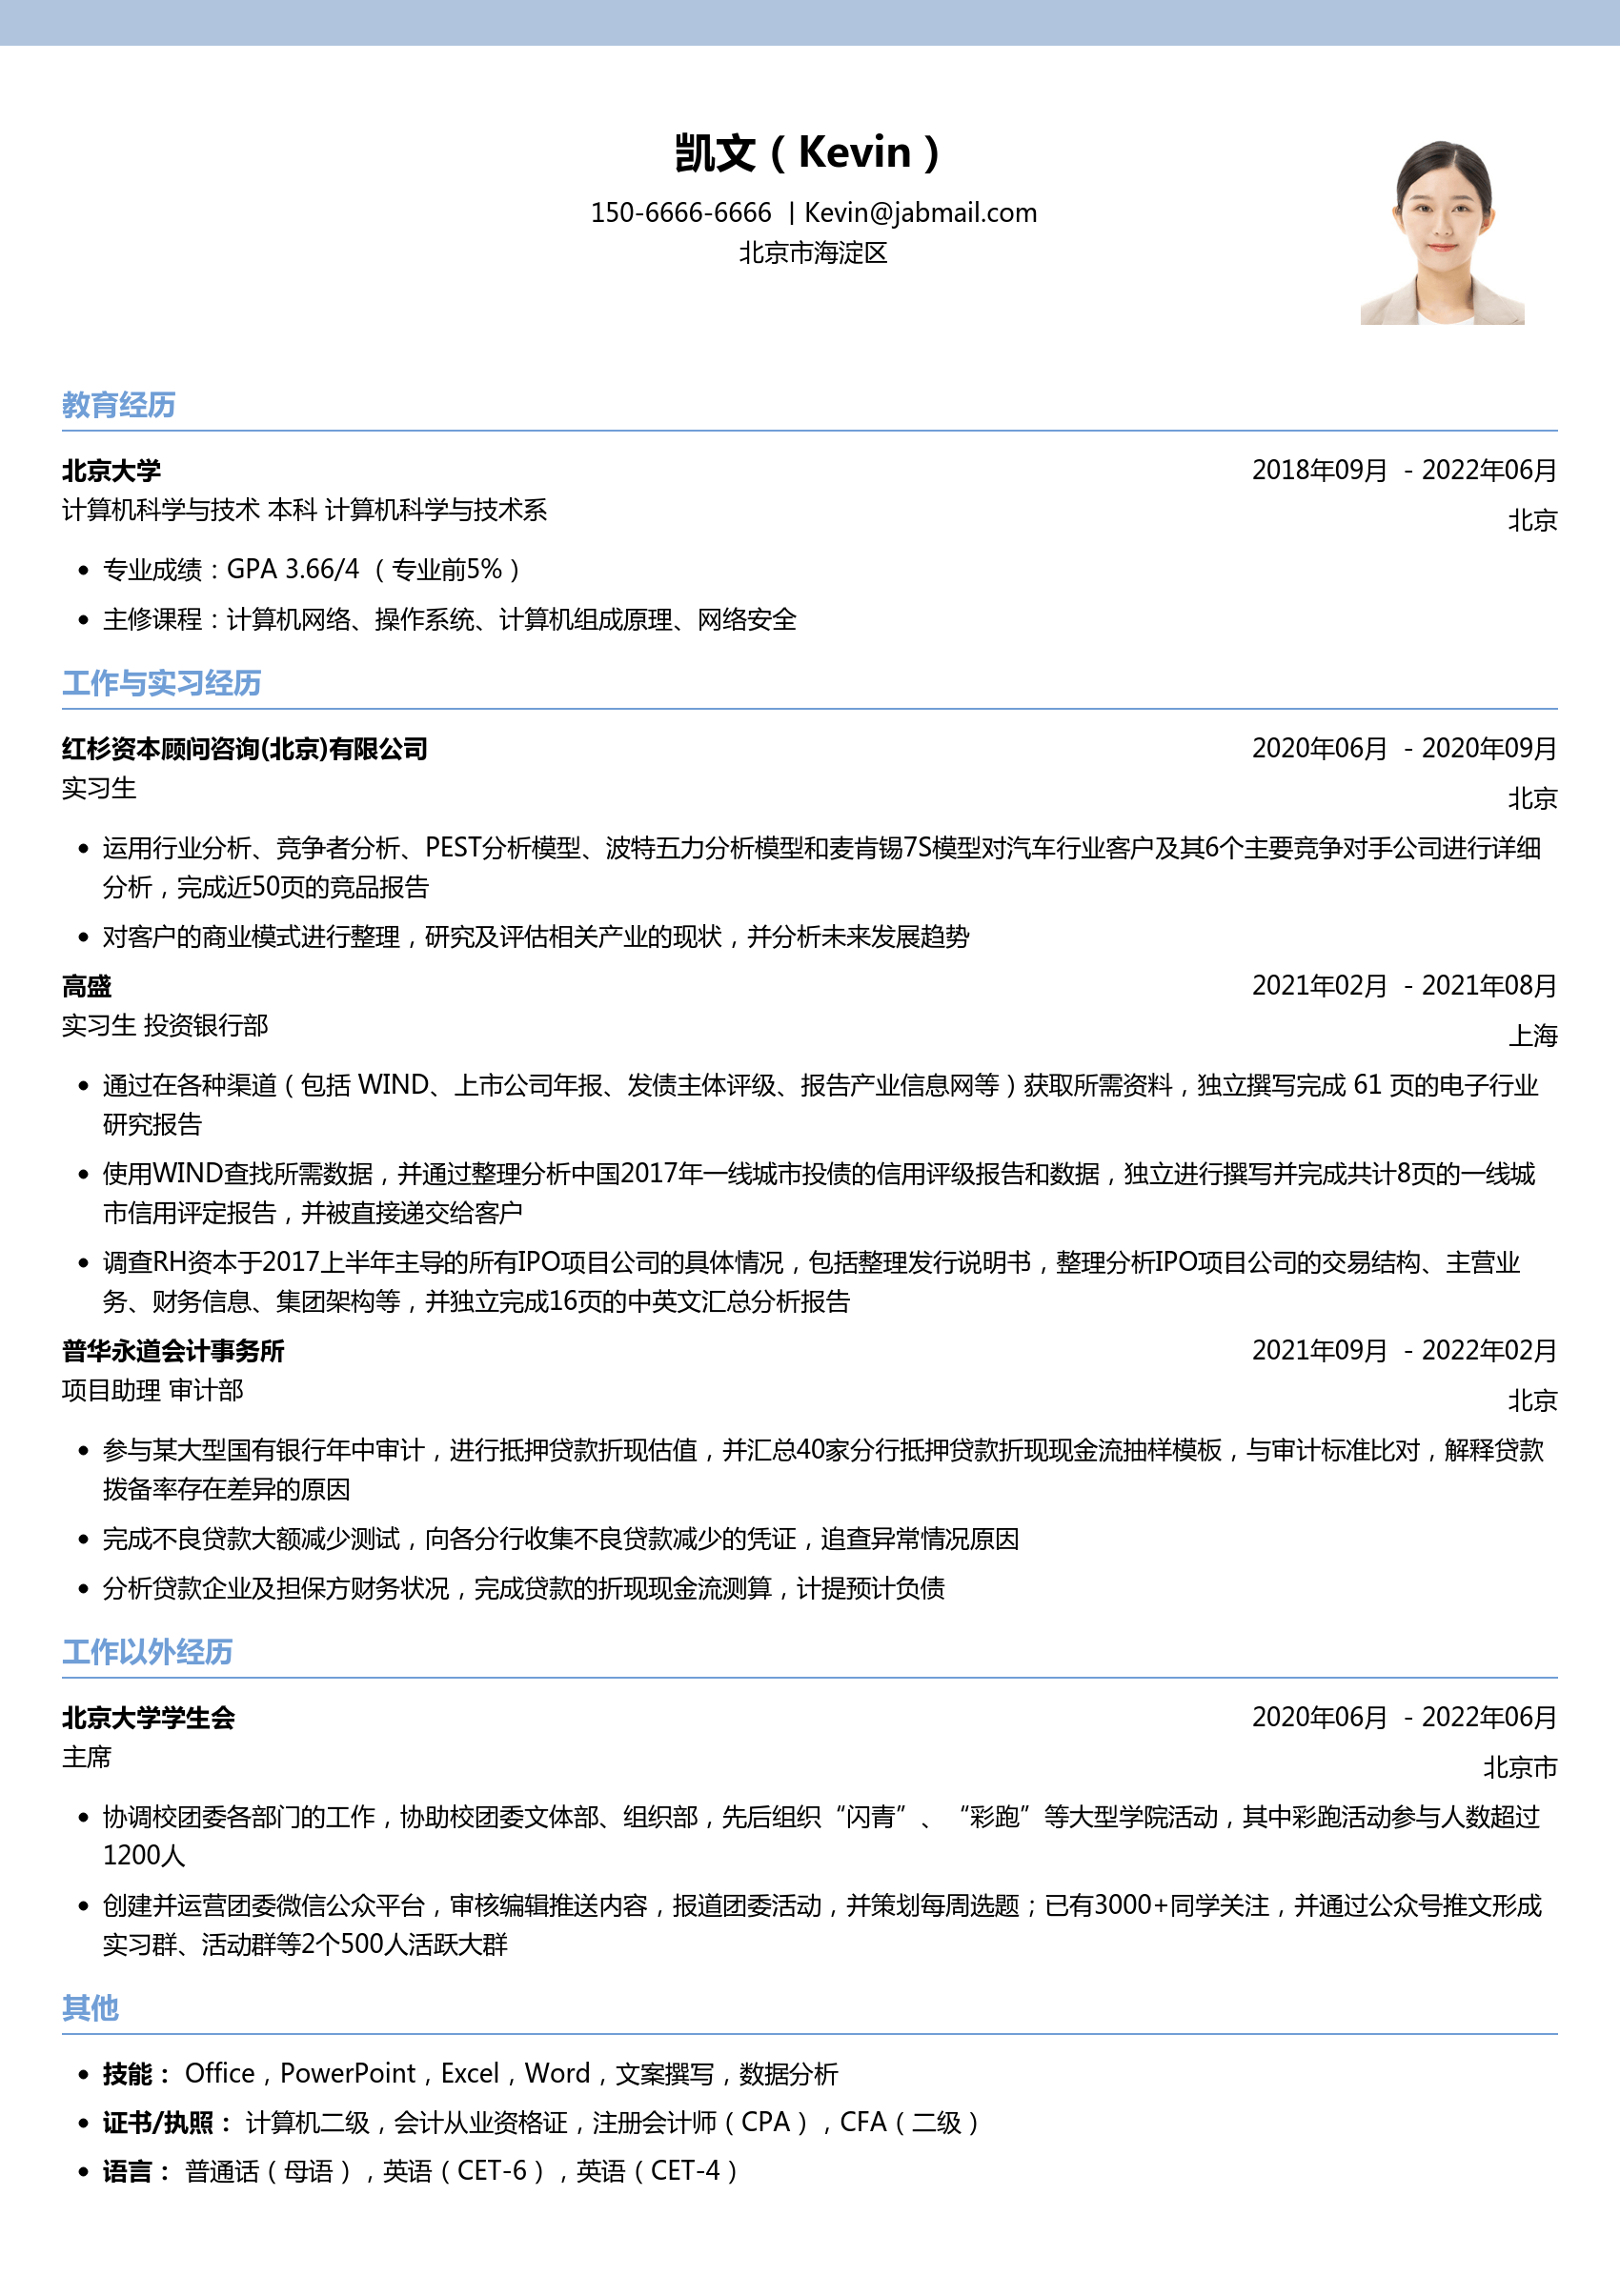 凯文（Kevin）
150-6666-6666 | Kevin@jabmail.com
北京市海淀区
教育经历
北京大学 2018年09月 - 2022年06月
计算机科学与技术 本科 计算机科学与技术系 北京
• 专业成绩：GPA 3.66/4（专业前5%）
• 主修课程：计算机网络、操作系统、计算机组成原理、网络安全
工作与实习经历
红杉资本顾问咨询(北京)有限公司 2020年06月 - 2020年09月
实习生 北京
• 运用行业分析、竞争者分析、PEST分析模型、波特五力分析模型和麦肯锡7S模型对汽车行业客户及其6个主要竞争对手公司进行详细
分析，完成近50页的竞品报告
• 对客户的商业模式进行整理，研究及评估相关产业的现状，并分析未来发展趋势
高盛 2021年02月 - 2021年08月
实习生 投资银行部 上海
• 通过在各种渠道（包括 WIND、上市公司年报、发债主体评级、报告产业信息网等）获取所需资料，独立撰写完成 61 页的电子行业
研究报告
• 使用WIND查找所需数据，并通过整理分析中国2017年一线城市投债的信用评级报告和数据，独立进行撰写并完成共计8页的一线城
市信用评定报告，并被直接递交给客户
• 调查RH资本于2017上半年主导的所有IPO项目公司的具体情况，包括整理发行说明书，整理分析IPO项目公司的交易结构、主营业
务、财务信息、集团架构等，并独立完成16页的中英文汇总分析报告
普华永道会计事务所 2021年09月 - 2022年02月
项目助理 审计部 北京
• 参与某大型国有银行年中审计，进行抵押贷款折现估值，并汇总40家分行抵押贷款折现现金流抽样模板，与审计标准比对，解释贷款
拨备率存在差异的原因
• 完成不良贷款大额减少测试，向各分行收集不良贷款减少的凭证，追查异常情况原因
• 分析贷款企业及担保方财务状况，完成贷款的折现现金流测算，计提预计负债
工作以外经历
北京大学学生会 2020年06月 - 2022年06月
主席 北京市
• 协调校团委各部门的工作，协助校团委文体部、组织部，先后组织“闪青”、“彩跑”等大型学院活动，其中彩跑活动参与人数超过
1200人
• 创建并运营团委微信公众平台，审核编辑推送内容，报道团委活动，并策划每周选题；已有3000+同学关注，并通过公众号推文形成
实习群、活动群等2个500人活跃大群
其他
• 技能： Office，PowerPoint，Excel，Word，文案撰写，数据分析
• 证书/执照： 计算机二级，会计从业资格证，注册会计师（CPA），CFA（二级）
• 语言： 普通话（母语），英语（CET-6），英语（CET-4）